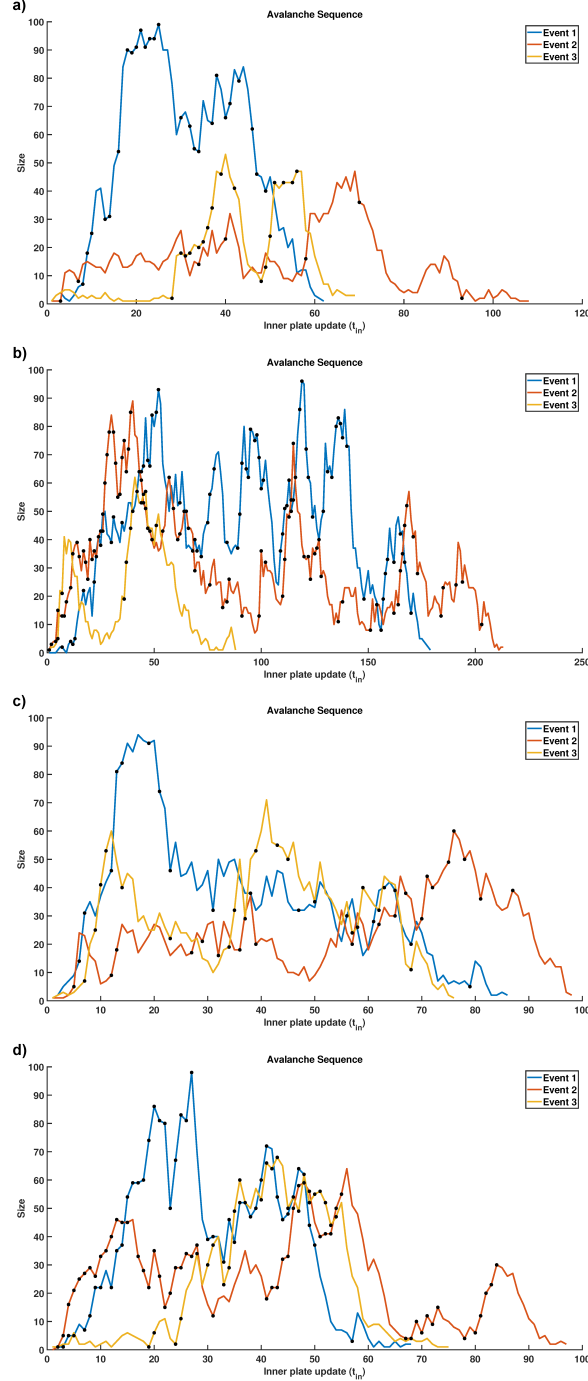 a)
Avalanche Sequence
100
90
80
70
60
50
40
30
20
10
0
Size
0 20 40 60 80 100 120
Inner plate update (t_in)
Event 1
Event 2
Event 3
b)
Avalanche Sequence
100
90
80
70
60
50
40
30
20
10
0
Size
0 50 100 150 200 250
Inner plate update (t_in)
Event 1
Event 2
Event 3
c)
Avalanche Sequence
100
90
80
70
60
50
40
30
20
10
0
Size
0 10 20 30 40 50 60 70 80 90 100
Inner plate update (t_in)
Event 1
Event 2
Event 3
d)
Avalanche Sequence
100
90
80
70
60
50
40
30
20
10
0
Size
0 10 20 30 40 50 60 70 80 90 100
Inner plate update (t_in)
Event 1
Event 2
Event 3